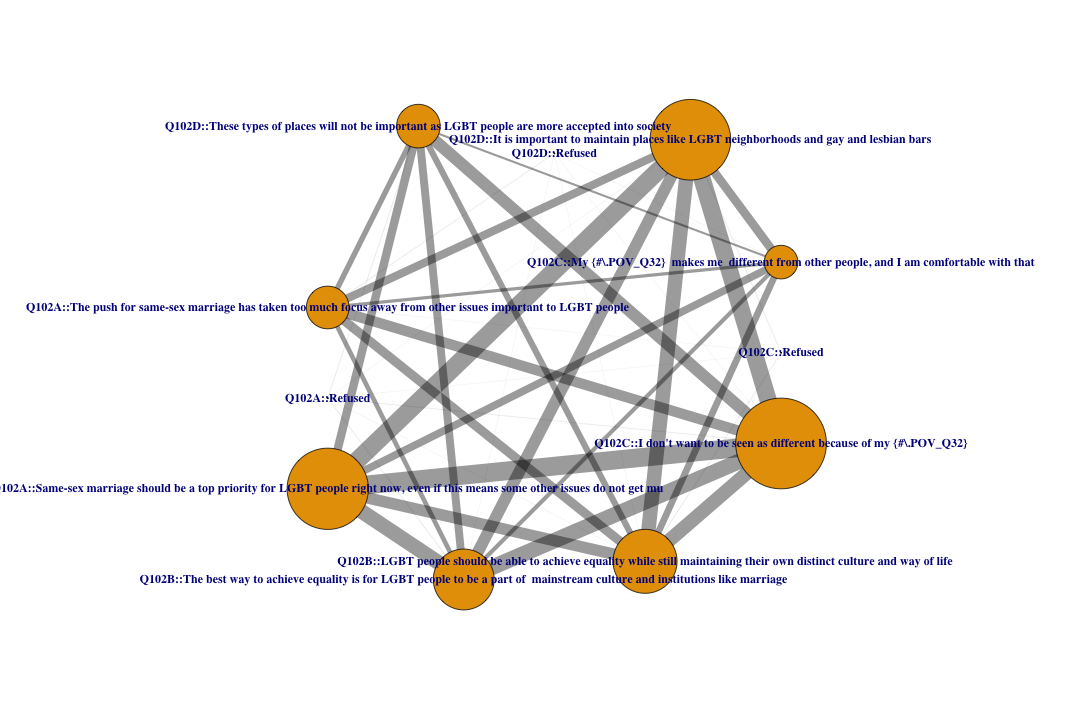 Q102D::These types of places will not be important as LGBT people are more accepted into society
Q102D::It is important to maintain places like LGBT neighborhoods and gay and lesbian bars
Q102D::Refused
Q102C::My {#\.POV_Q32}  makes me  different from other people, and I am comfortable with that
Q102A::The push for same-sex marriage has taken too much focus away from other issues important to LGBT people
Q102C::Refused
Q102A::Refused
Q102C::I don't want to be seen as different because of my {#\.POV_Q32}
102A::Same-sex marriage should be a top priority for LGBT people right now, even if this means some other issues do not get mu
Q102B::LGBT people should be able to achieve equality while still maintaining their own distinct culture and way of life
Q102B::The best way to achieve equality is for LGBT people to be a part of  mainstream culture and institutions like marriage